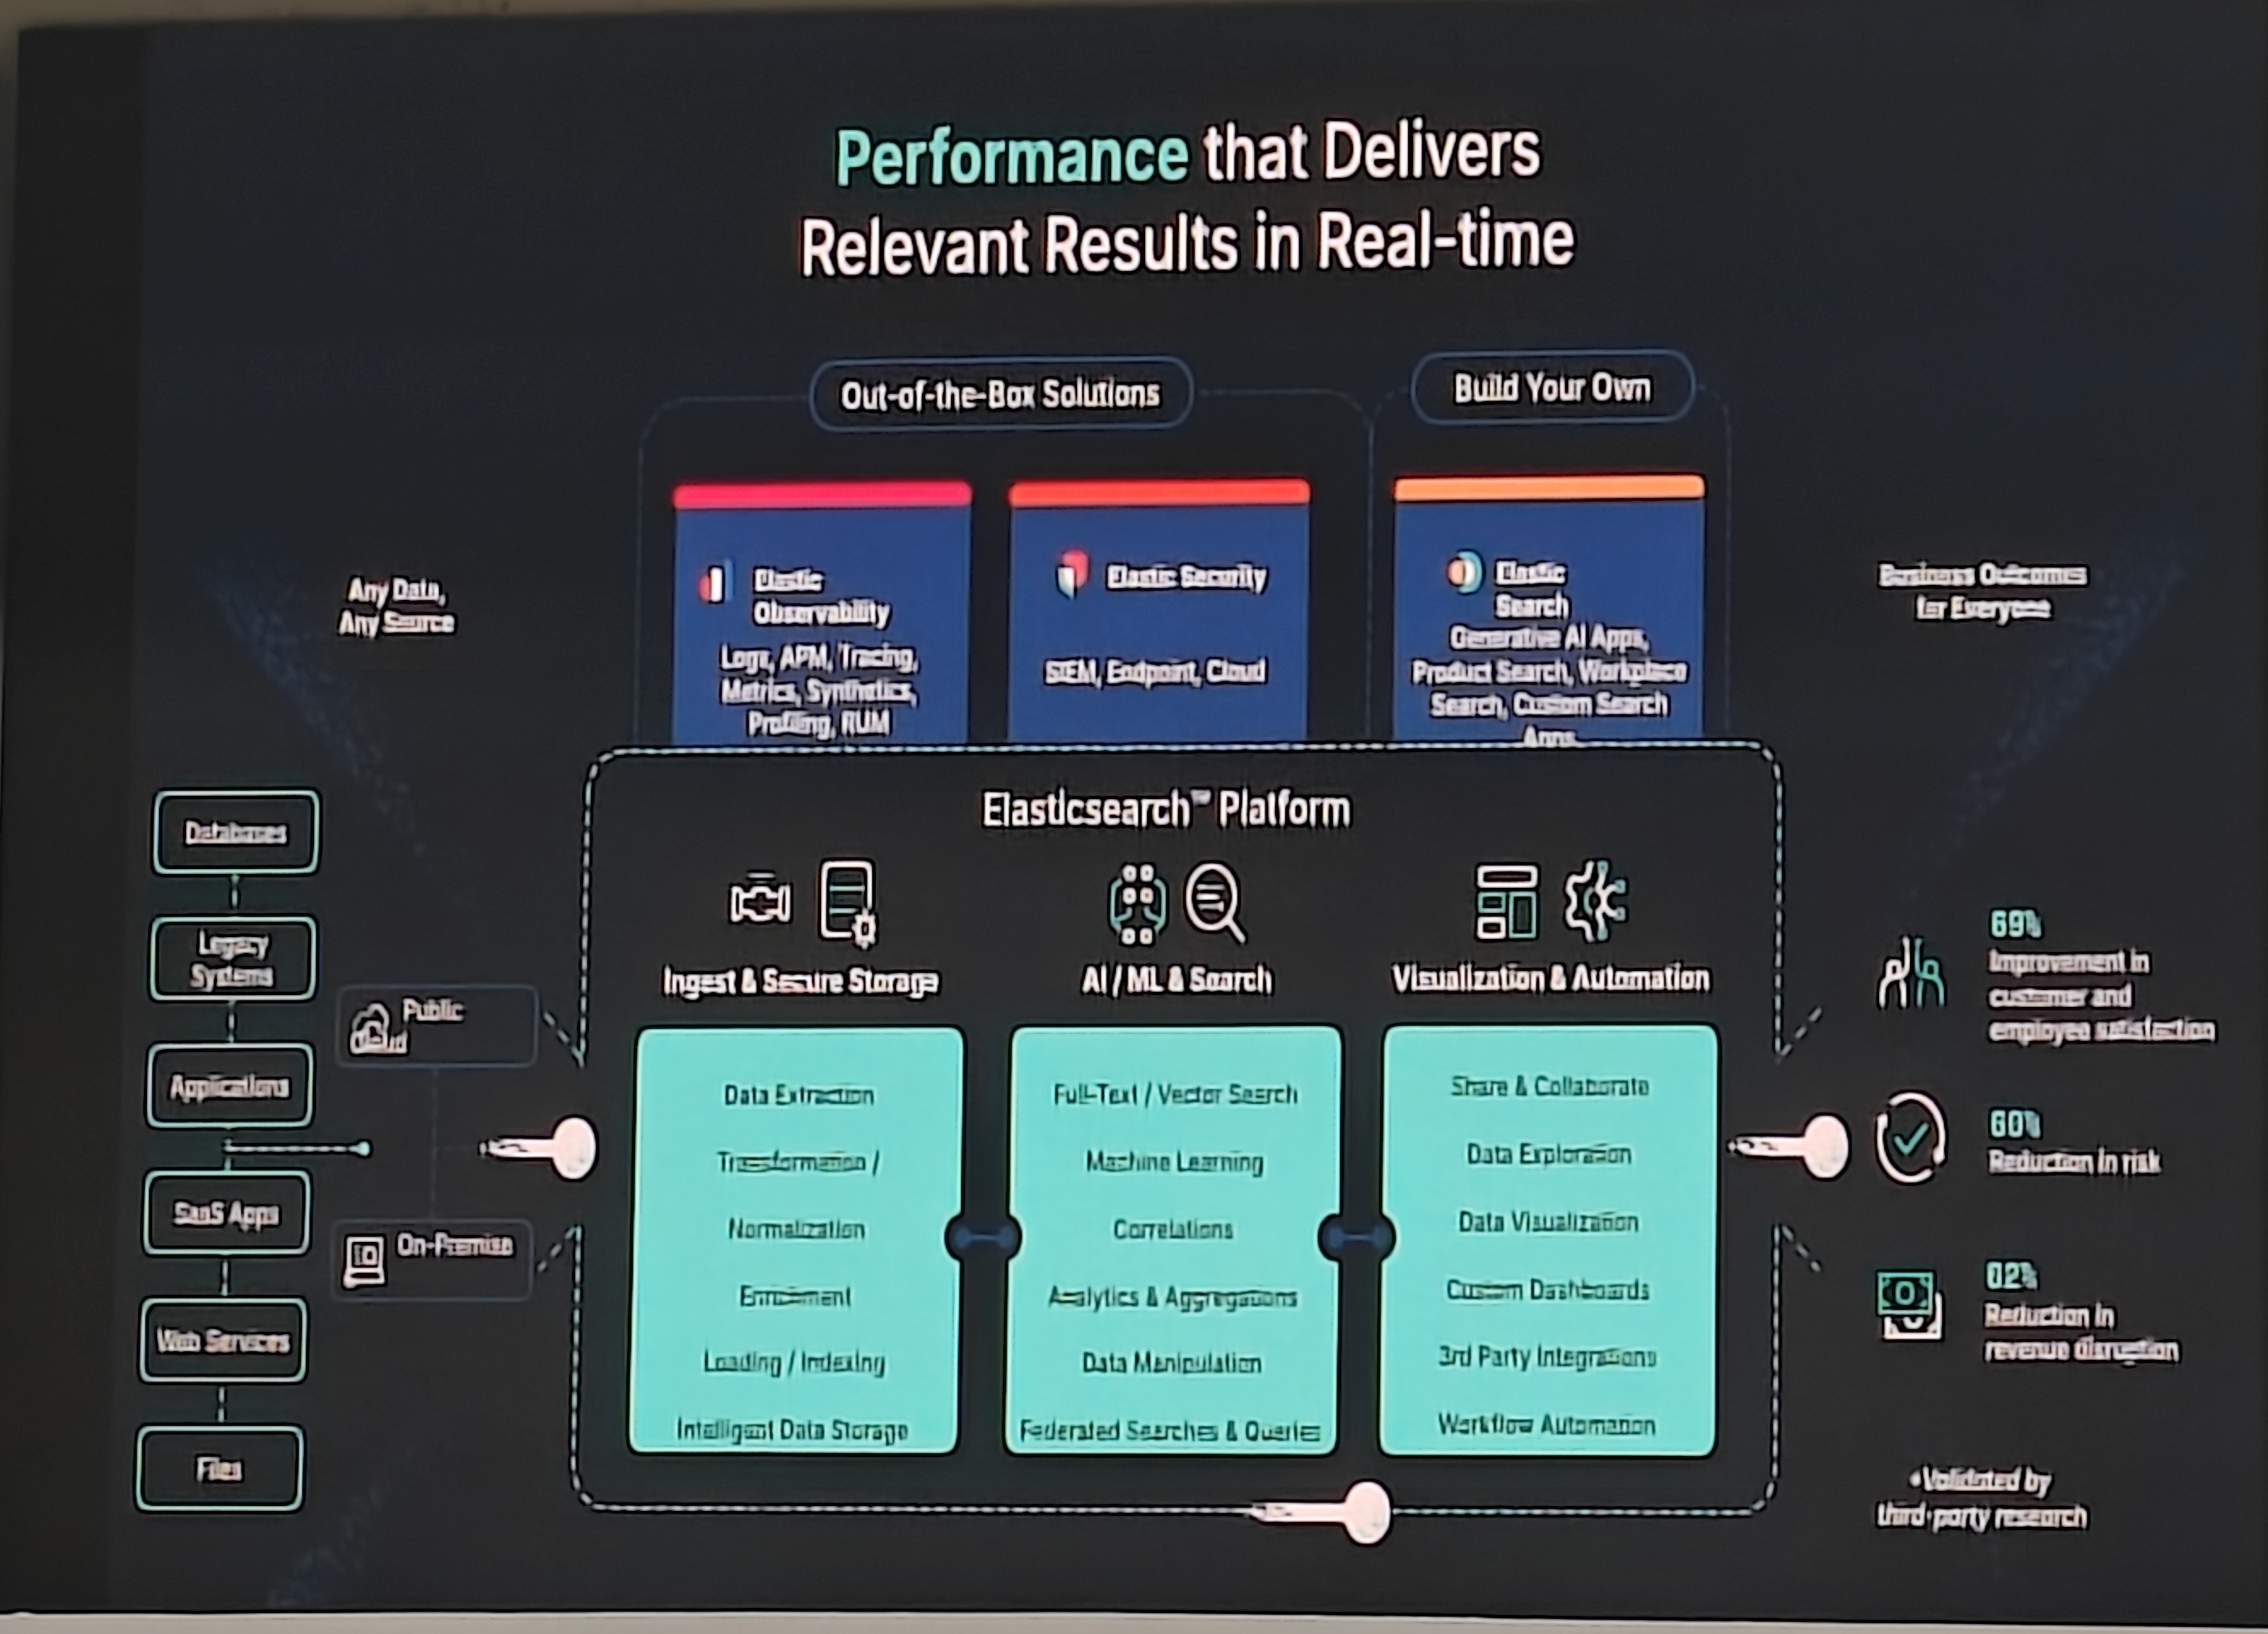 Performance that Delivers
Relevant Results in Real-time
Out-of-the-Box Solutions
Build Your Own
Any Data,
Any Source
Elastic
Observability
Logs, APM, Tracing,
Metrics, Synthetics,
Profiling, RUM
Elastic Security
SIEM, Endpoint, Cloud
Elastic
Search
Generative AI Apps,
Product Search, Workplace
Search, Custom Search
Apps
Business Outcomes
for Everyone
Databases
Legacy
Systems
Applications
SaaS Apps
Web Services
Files
Public
Cloud
On-Premise
Elasticsearch™ Platform
Ingest & Secure Storage
Data Extraction
Transformation /
Normalization
Enrichment
Loading / Indexing
Intelligent Data Storage
AI / ML & Search
Full-Text / Vector Search
Machine Learning
Correlations
Analytics & Aggregations
Data Manipulation
Federated Searches & Queries
Visualization & Automation
Share & Collaborate
Data Exploration
Data Visualization
Custom Dashboards
3rd Party Integrations
Workflow Automation
69%
Improvement in
customer and
employee satisfaction
60%
Reduction in risk
Reduction in
revenue disruption
Validated by
third-party research